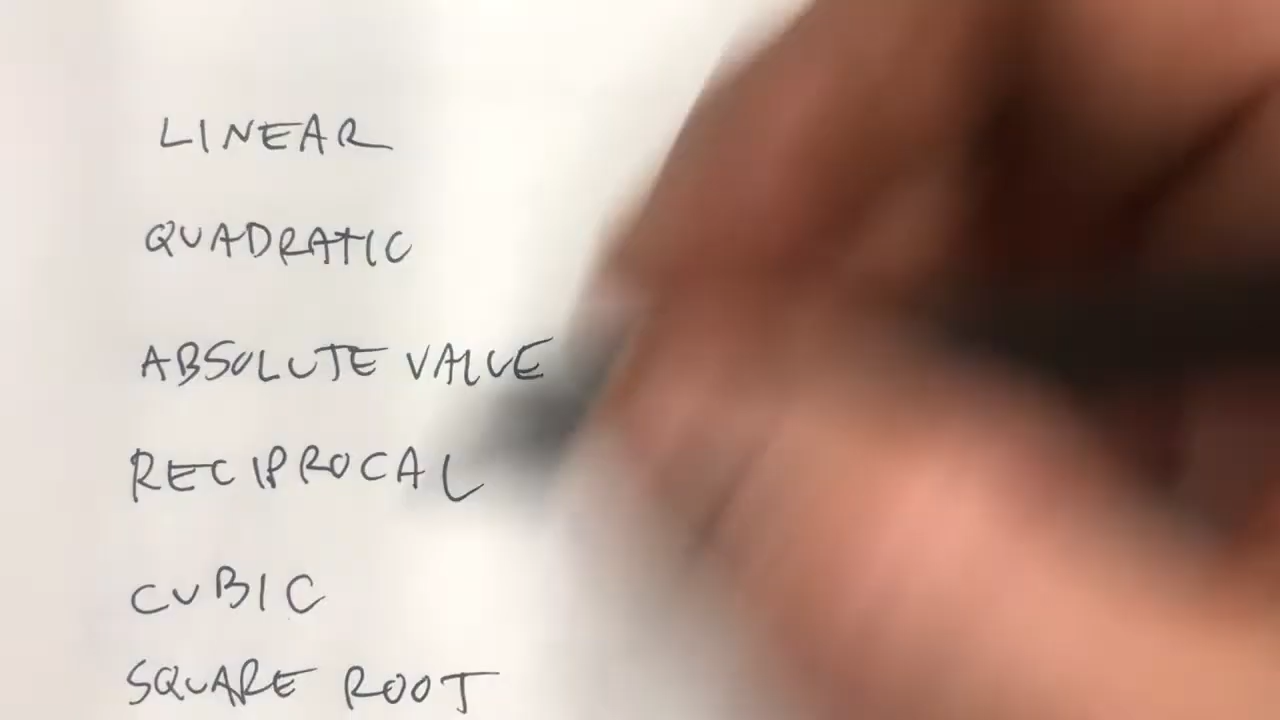 LINEAR
QUADRATIC
ABSOLUTE VALUE
RECIPROCAL
CUBIC
SQUARE ROOT